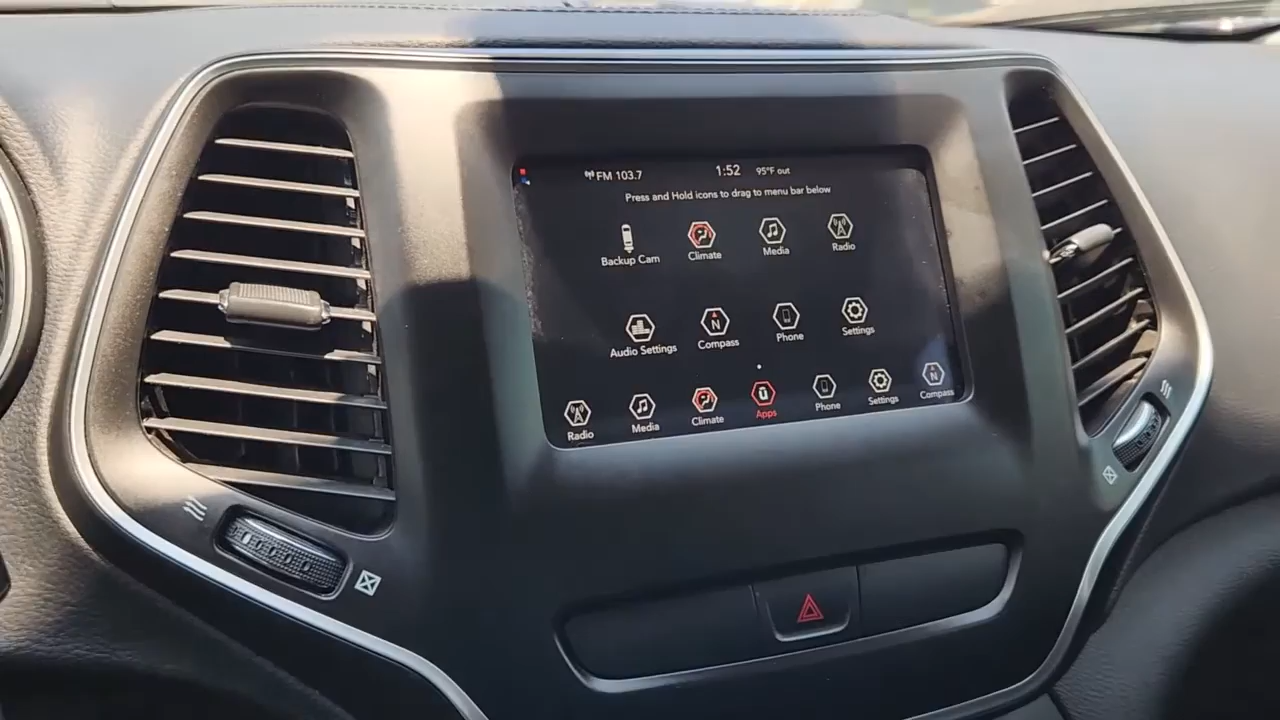 FM 103.7 1:52 95°F out
Press and Hold icons to drag to menu bar below
Backup Cam Climate Media Radio
Audio Settings Compass Phone Settings
Radio Media Climate Apps Phone Settings Compass